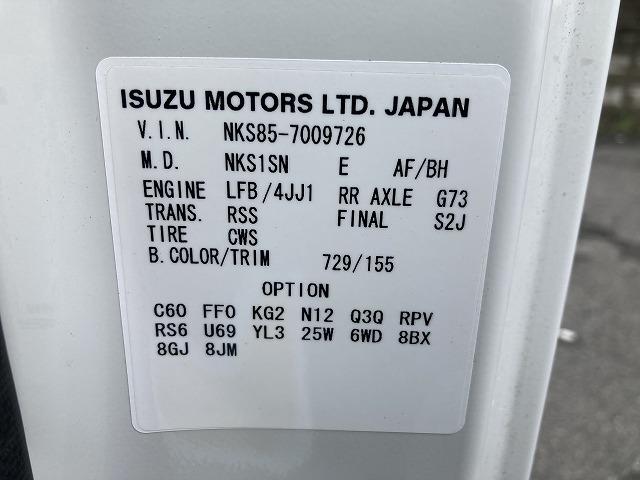 ISUZU MOTORS LTD. JAPAN
V.I.N. NKS85-7009726
M.D. NKS1SN E AF/BH
ENGINE LFB/4JJ1 RR AXLE G73
TRANS. RSS FINAL S2J
TIRE CWS
B.COLOR/TRIM 729/155
OPTION
C60 FF0 KG2 N12 Q3Q RPV
RS6 U69 YL3 25W 6WD 8BX
8GJ 8JM